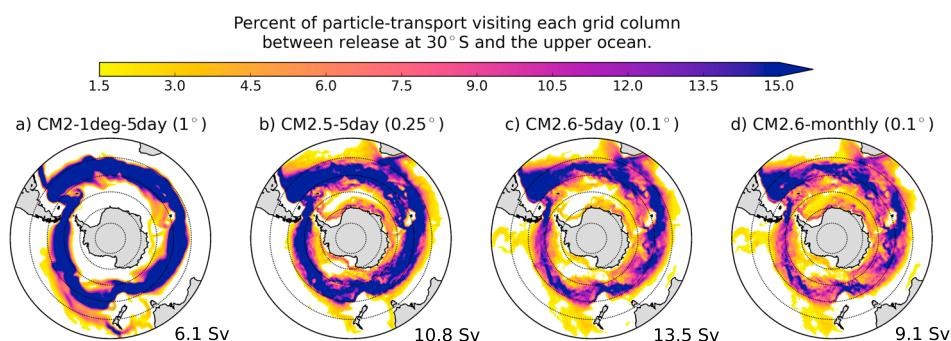 Percent of particle-transport visiting each grid column
between release at 30°S and the upper ocean.
1.5 3.0 4.5 6.0 7.5 9.0 10.5 12.0 13.5 15.0
a) CM2-1deg-5day (1°) b) CM2.5-5day (0.25°) c) CM2.6-5day (0.1°) d) CM2.6-monthly (0.1°)
6.1 Sv 10.8 Sv 13.5 Sv 9.1 Sv